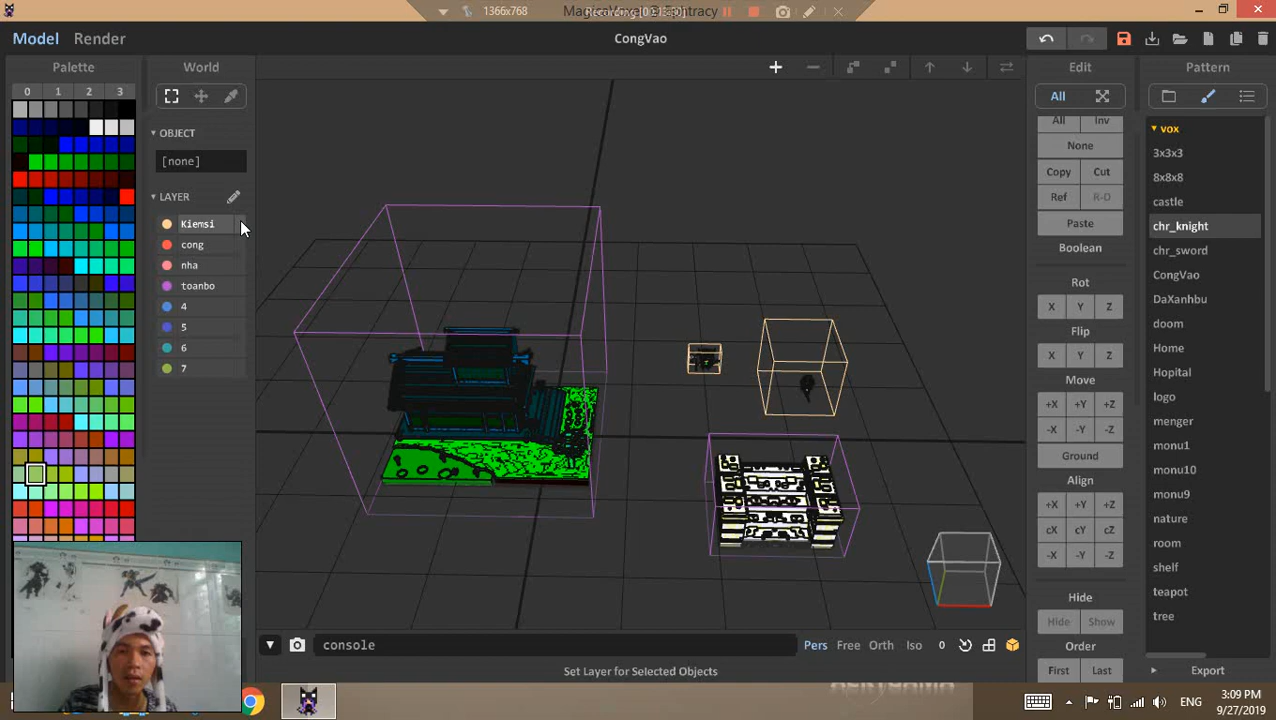 1366x768
Model
Render
CongVao
Palette
World
Edit
Pattern
0 1 2 3
All
OBJECT
[none]
LAYER
Kiemsi
cong
nha
toanbo
4
5
6
7
All Inv
None
Copy Cut
Ref R-D
Paste
Boolean
Rot
X Y Z
Flip
X Y Z
Move
+X +Y +Z
-X -Y -Z
Ground
Align
+X +Y +Z
cX cY cZ
-X -Y -Z
Hide
Hide Show
Order
First Last
vox
3x3x3
8x8x8
castle
chr_knight
chr_sword
CongVao
DaXanhbu
doom
Home
Hopital
logo
menger
monu1
monu10
monu9
nature
room
shelf
teapot
tree
Export
console
Pers Free Orth Iso 0
Set Layer for Selected Objects
ENG
3:09 PM
9/27/2019